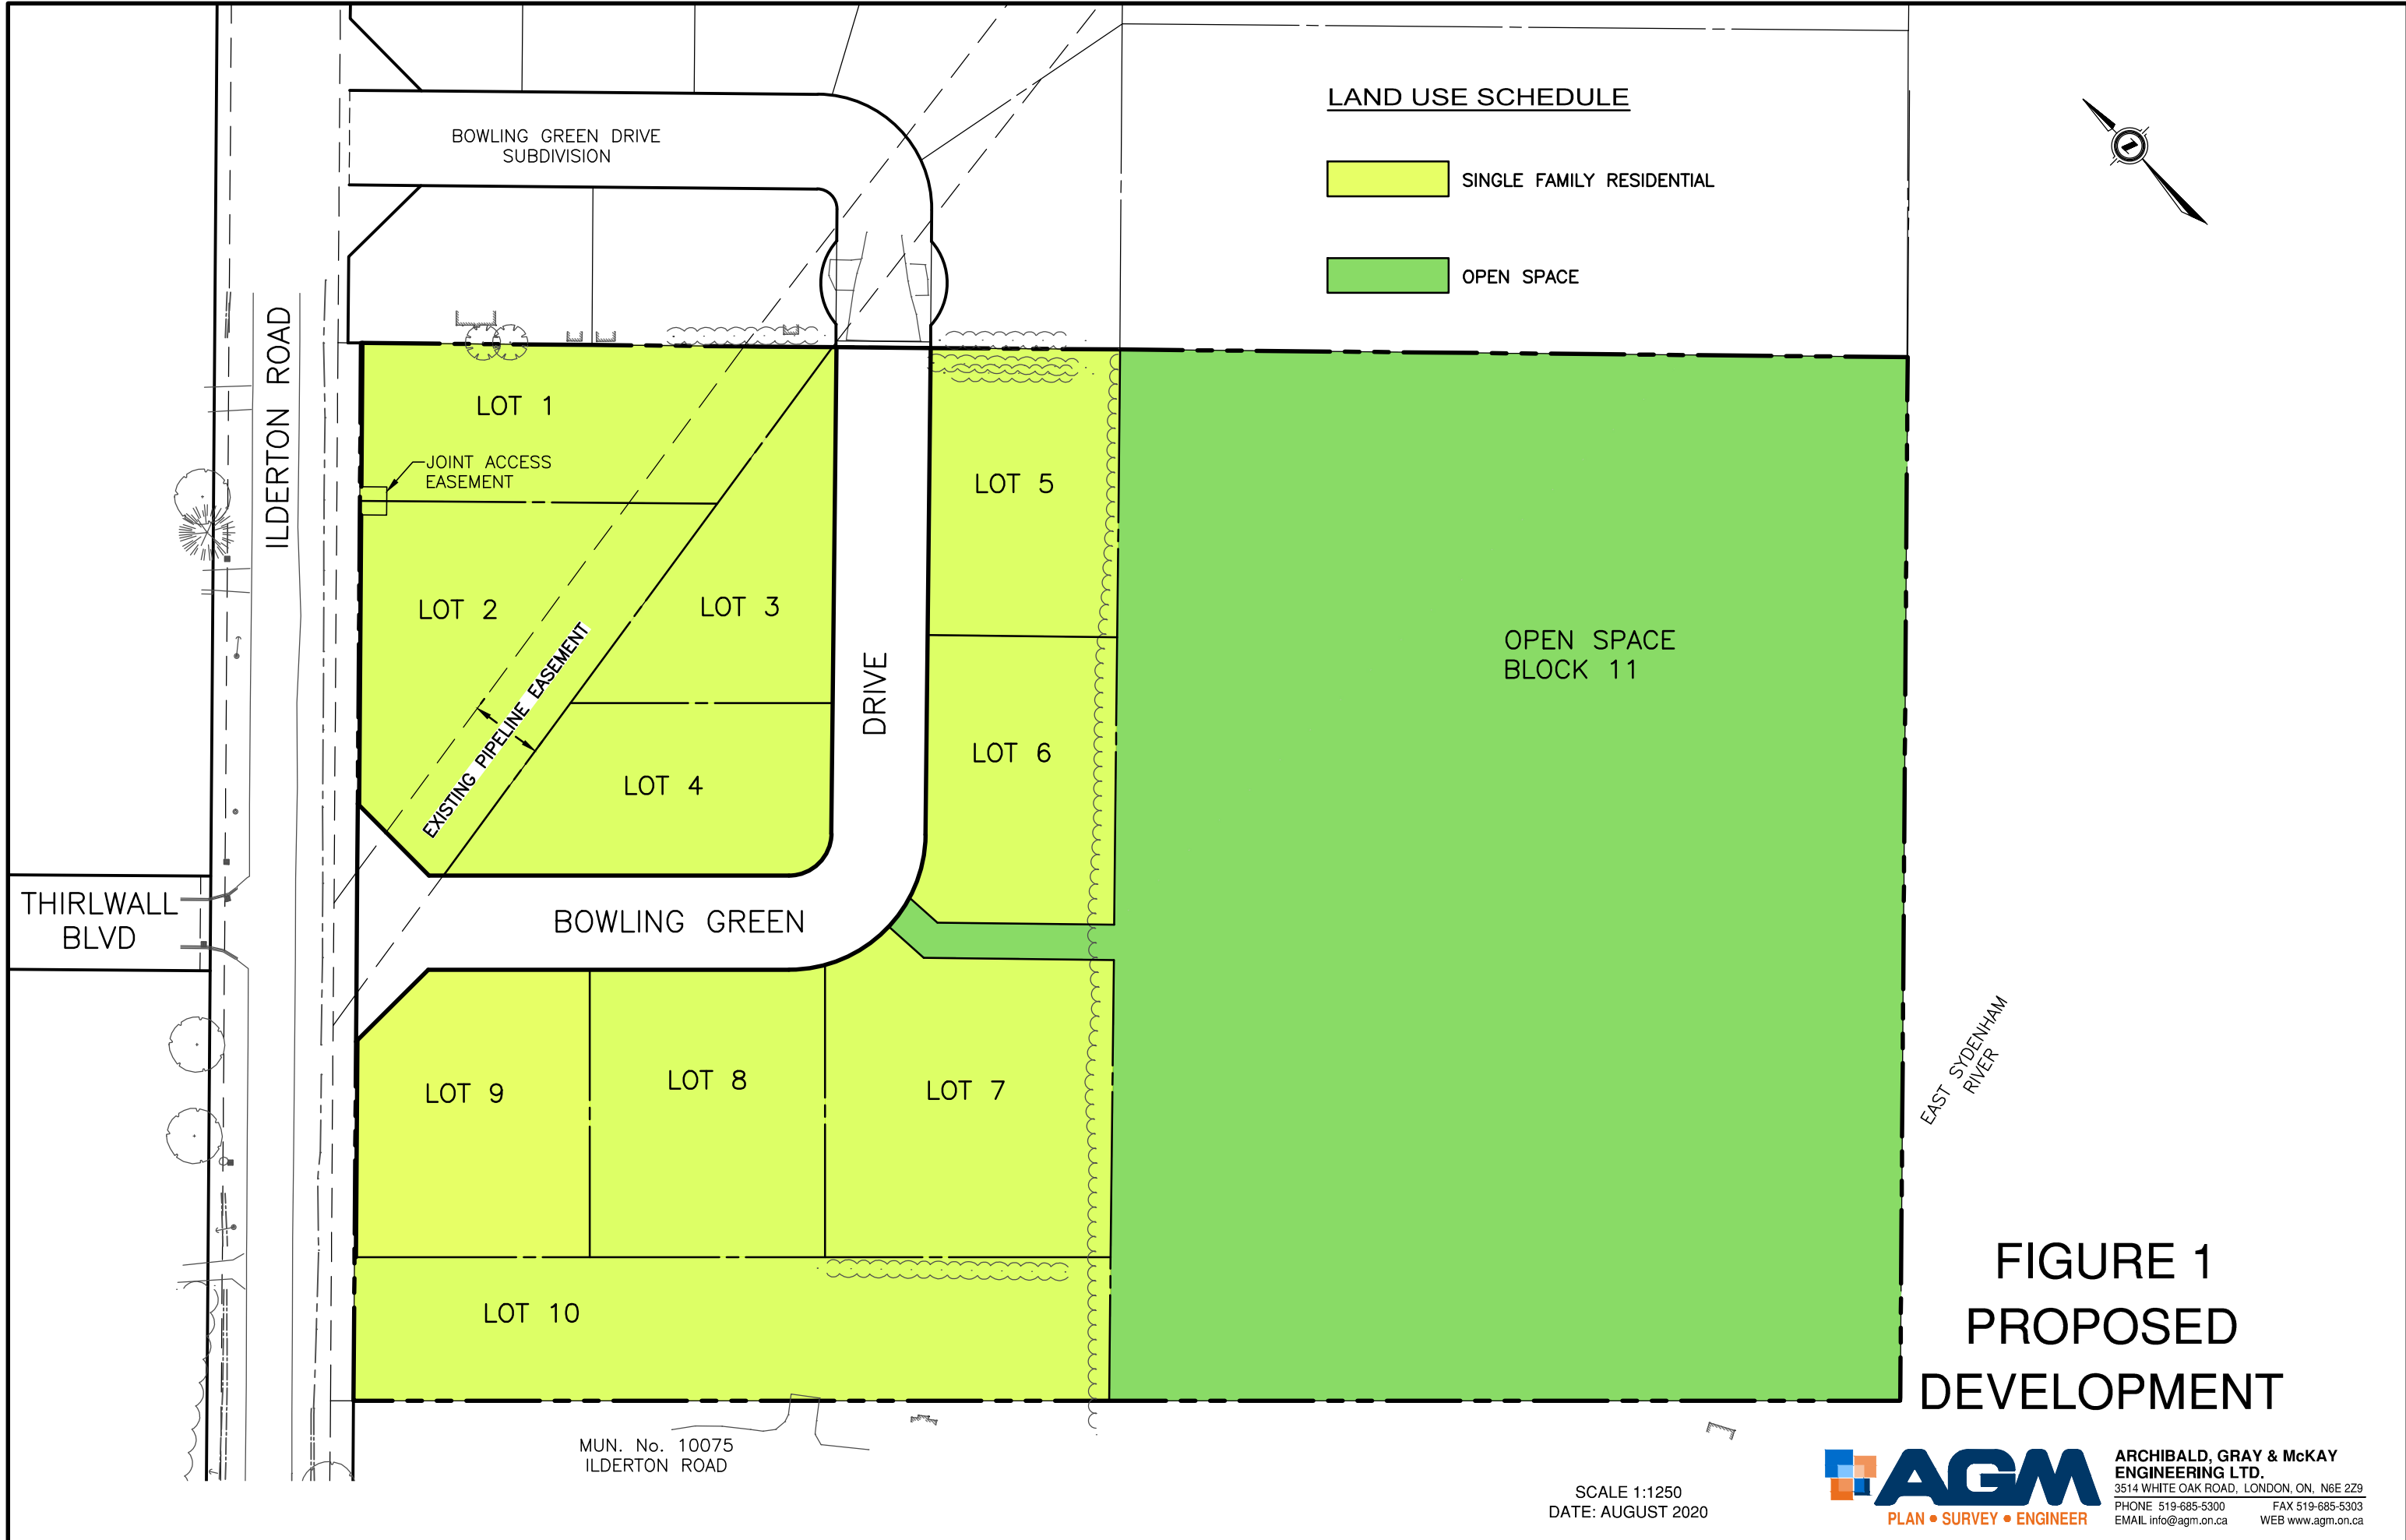 BOWLING GREEN DRIVE
SUBDIVISION
LAND USE SCHEDULE
SINGLE FAMILY RESIDENTIAL
OPEN SPACE
Z
ILDERTON ROAD
LOT 1
JOINT ACCESS
EASEMENT
LOT 2
LOT 3
EXISTING PIPELINE EASEMENT
LOT 4
DRIVE
LOT 5
LOT 6
OPEN SPACE
BLOCK 11
THIRLWALL
BLVD
BOWLING GREEN
LOT 9
LOT 8
LOT 7
LOT 10
EAST SYDENHAM
RIVER
MUN. No. 10075
ILDERTON ROAD
FIGURE 1
PROPOSED
DEVELOPMENT
SCALE 1:1250
DATE: AUGUST 2020
AGM
PLAN • SURVEY • ENGINEER
ARCHIBALD, GRAY & McKAY
ENGINEERING LTD.
3514 WHITE OAK ROAD, LONDON, ON, N6E 2Z9
PHONE 519-685-5300 FAX 519-685-5303
EMAIL info@agm.on.ca WEB www.agm.on.ca